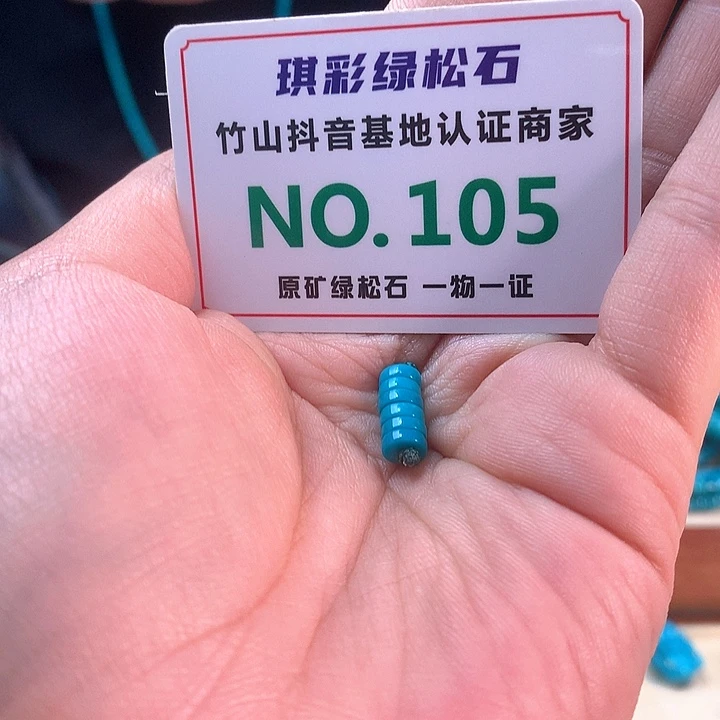 琪彩绿松石
竹山抖音基地认证商家
NO.105
原矿绿松石 一物一证